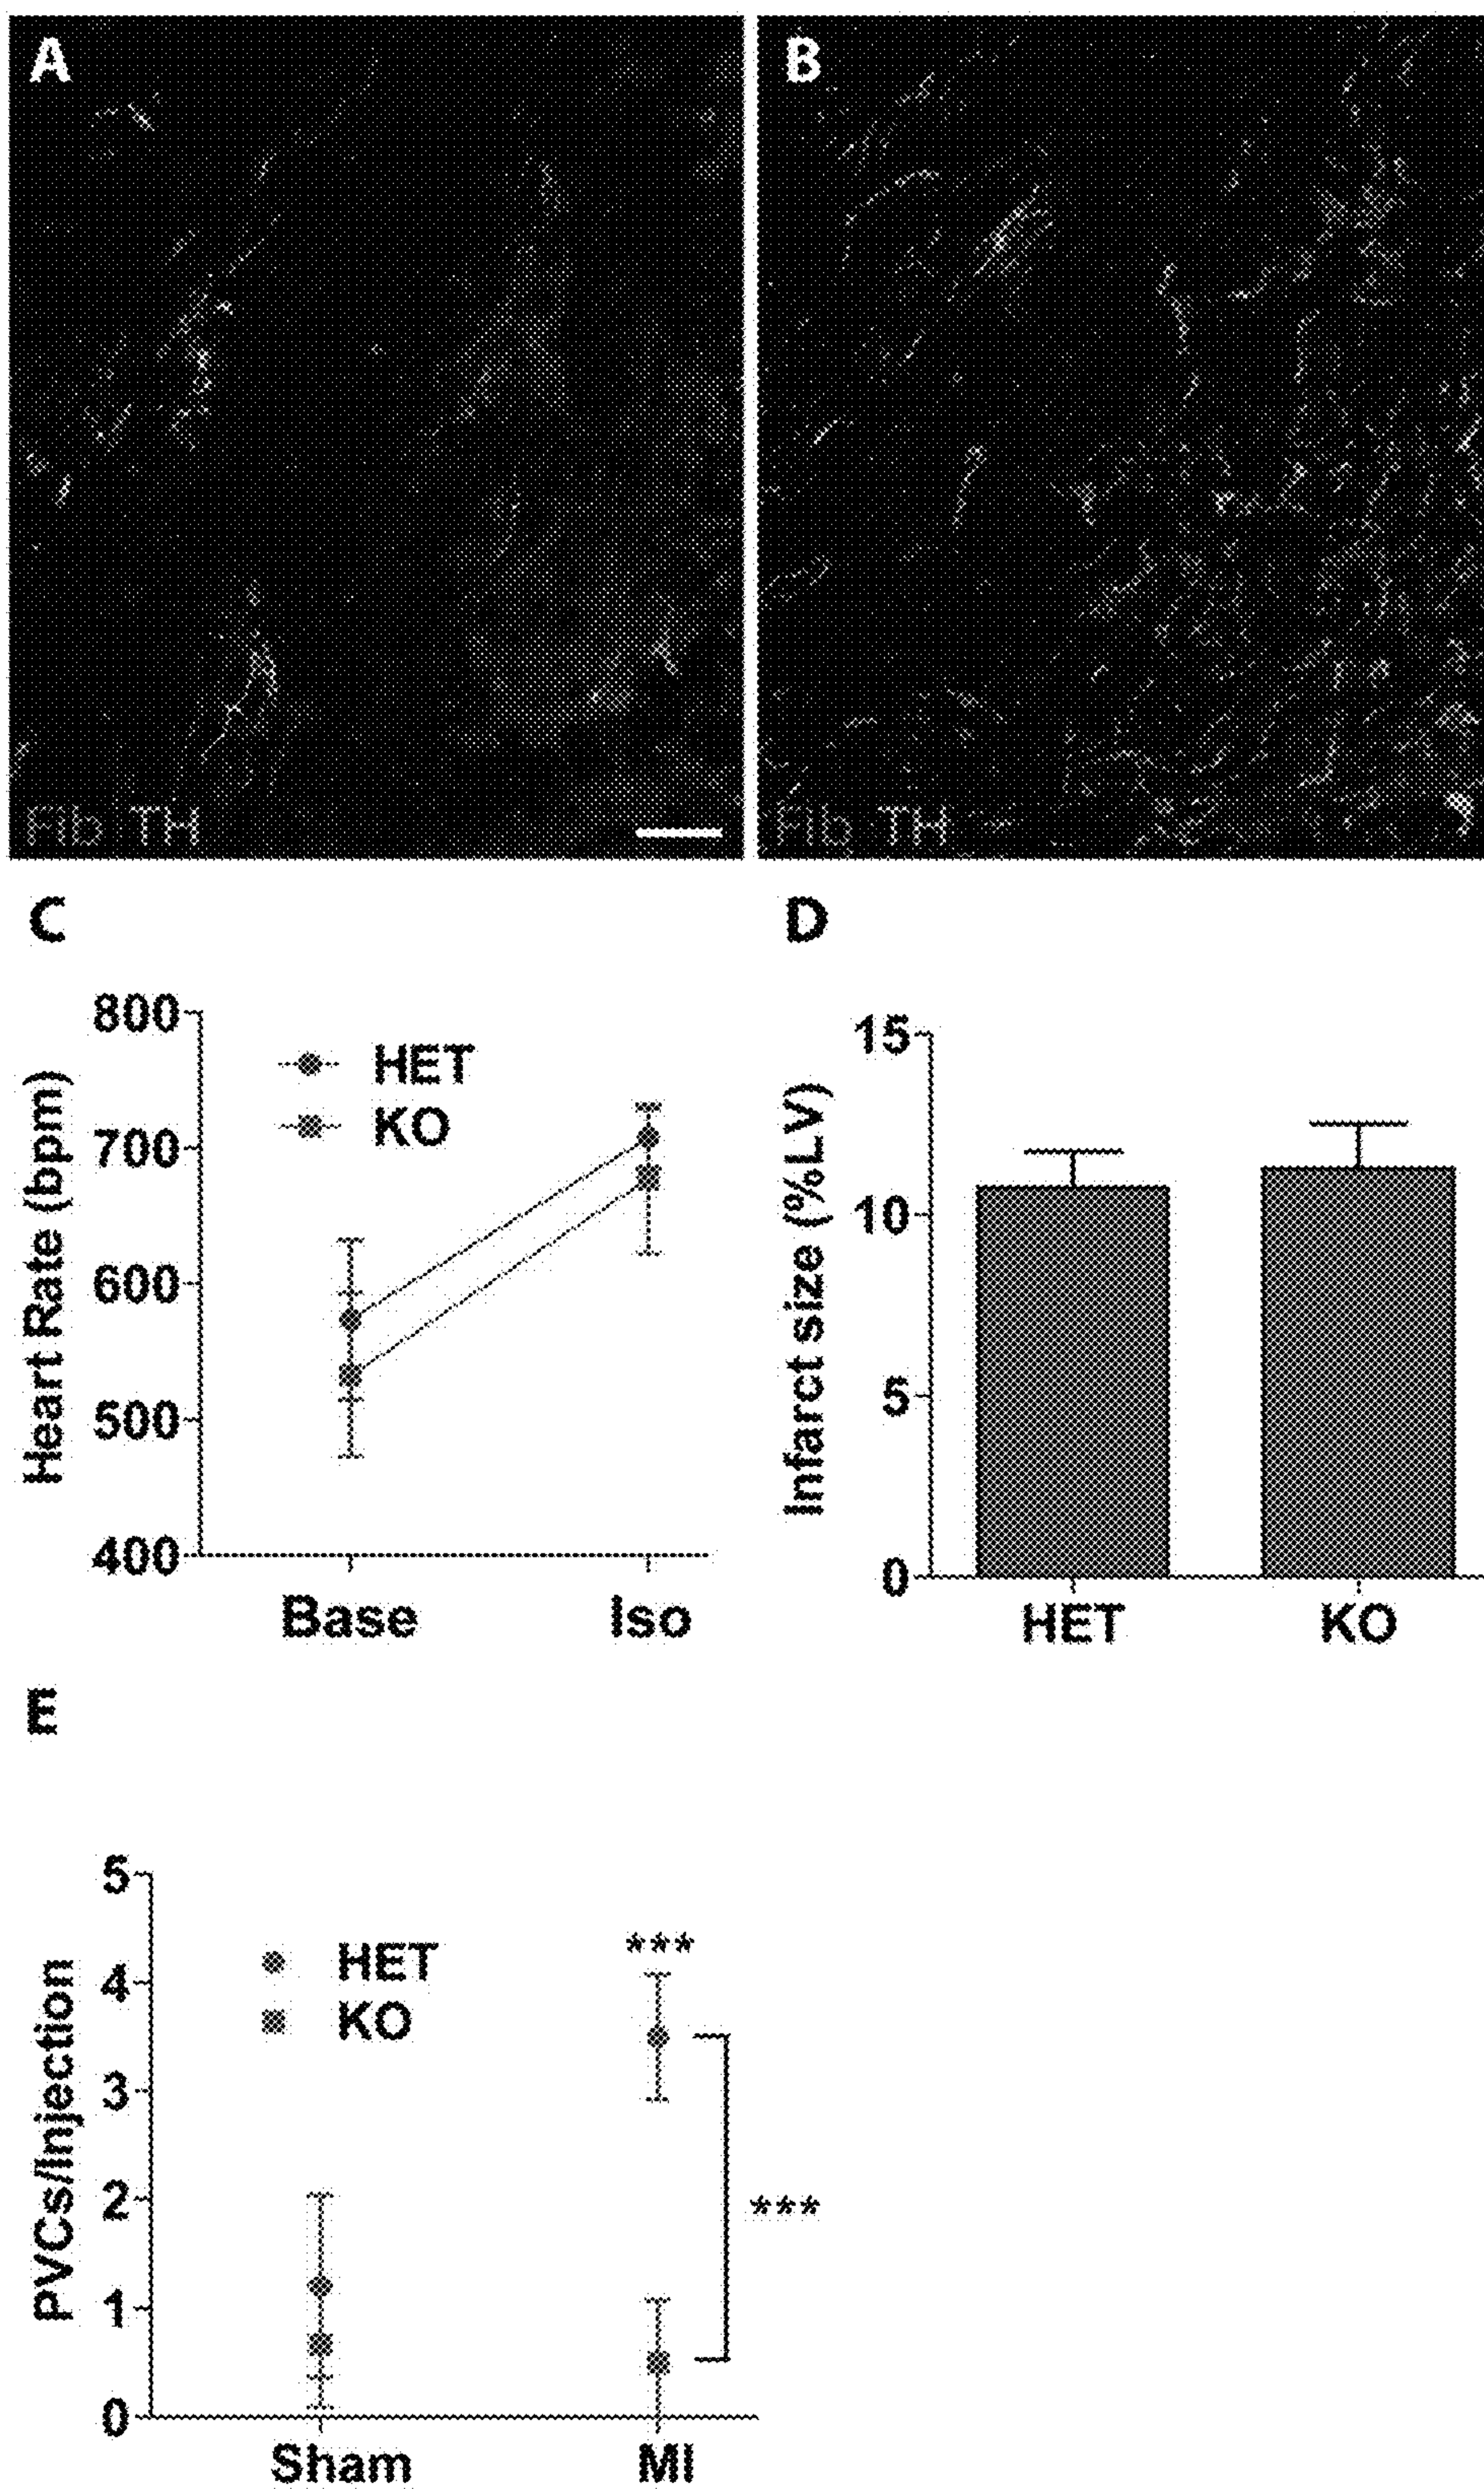 A
B
Fib TH
Fib TH
C
D
Heart Rate (bpm)
800
700
600
500
400
HET
KO
Base
Iso
Infarct size (%LV)
15
10
5
0
HET
KO
E
PVCs/Injection
5
4
3
2
1
0
HET
KO
***
***
Sham
MI